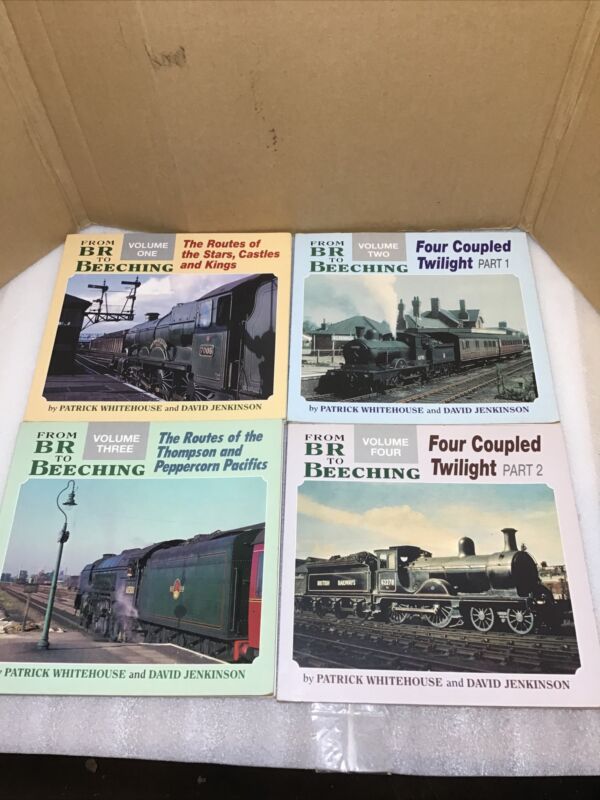 FROM
BR
TO
BEECHING
VOLUME
ONE
The Routes of
the Stars, Castles
and Kings
7006
by PATRICK WHITEHOUSE and DAVID JENKINSON
FROM
BR
TO
BEECHING
VOLUME
TWO
Four Coupled
Twilight PART 1
by PATRICK WHITEHOUSE and DAVID JENKINSON
FROM
BR
TO
BEECHING
VOLUME
THREE
The Routes of the
Thompson and
Peppercorn Pacifics
PATRICK WHITEHOUSE and DAVID JENKINSON
FROM
BR
TO
BEECHING
VOLUME
FOUR
Four Coupled
Twilight PART 2
BRITISH RAILWAYS
62278
by PATRICK WHITEHOUSE and DAVID JENKINSON